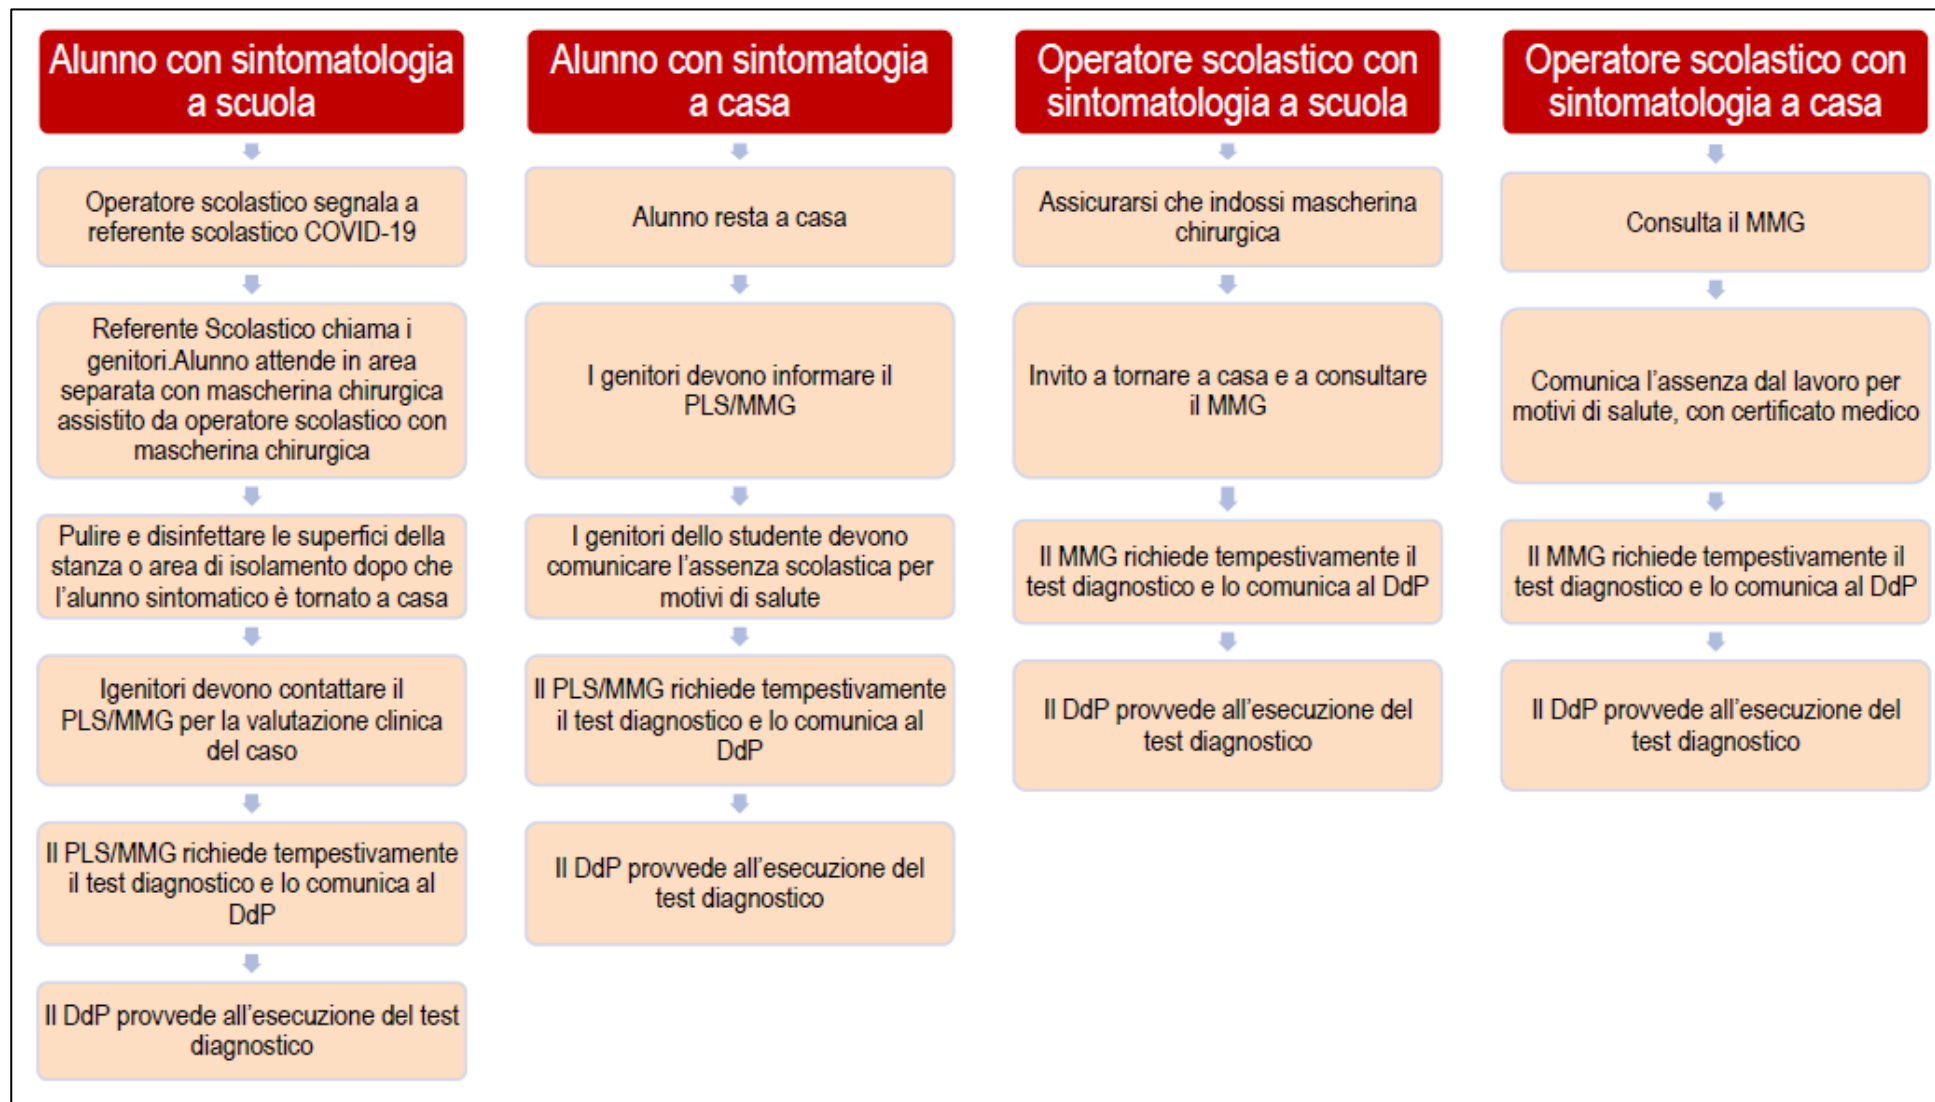 Alunno con sintomatologia
a scuola
Operatore scolastico segnala a
referente scolastico COVID-19
Referente Scolastico chiama i
genitori.Alunno attende in area
separata con mascherina chirurgica
assistito da operatore scolastico con
mascherina chirurgica
Pulire e disinfettare le superfici della
stanza o area di isolamento dopo che
l'alunno sintomatico è tornato a casa
Igenitori devono contattare il
PLS/MMG per la valutazione clinica
del caso
Il PLS/MMG richiede tempestivamente
il test diagnostico e lo comunica al
DdP
Il DdP provvede all'esecuzione del test
diagnostico
Alunno con sintomatogia
a casa
Alunno resta a casa
I genitori devono informare il
PLS/MMG
I genitori dello studente devono
comunicare l'assenza scolastica per
motivi di salute
Il PLS/MMG richiede tempestivamente
il test diagnostico e lo comunica al
DdP
Il DdP provvede all'esecuzione del
test diagnostico
Operatore scolastico con
sintomatologia a scuola
Assicurarsi che indossi mascherina
chirurgica
Invito a tornare a casa e a consultare
il MMG
Il MMG richiede tempestivamente il
test diagnostico e lo comunica al DdP
Il DdP provvede all'esecuzione del
test diagnostico
Operatore scolastico con
sintomatologia a casa
Consulta il MMG
Comunica l'assenza dal lavoro per
motivi di salute, con certificato medico
Il MMG richiede tempestivamente il
test diagnostico e lo comunica al DdP
Il DdP provvede all'esecuzione del
test diagnostico